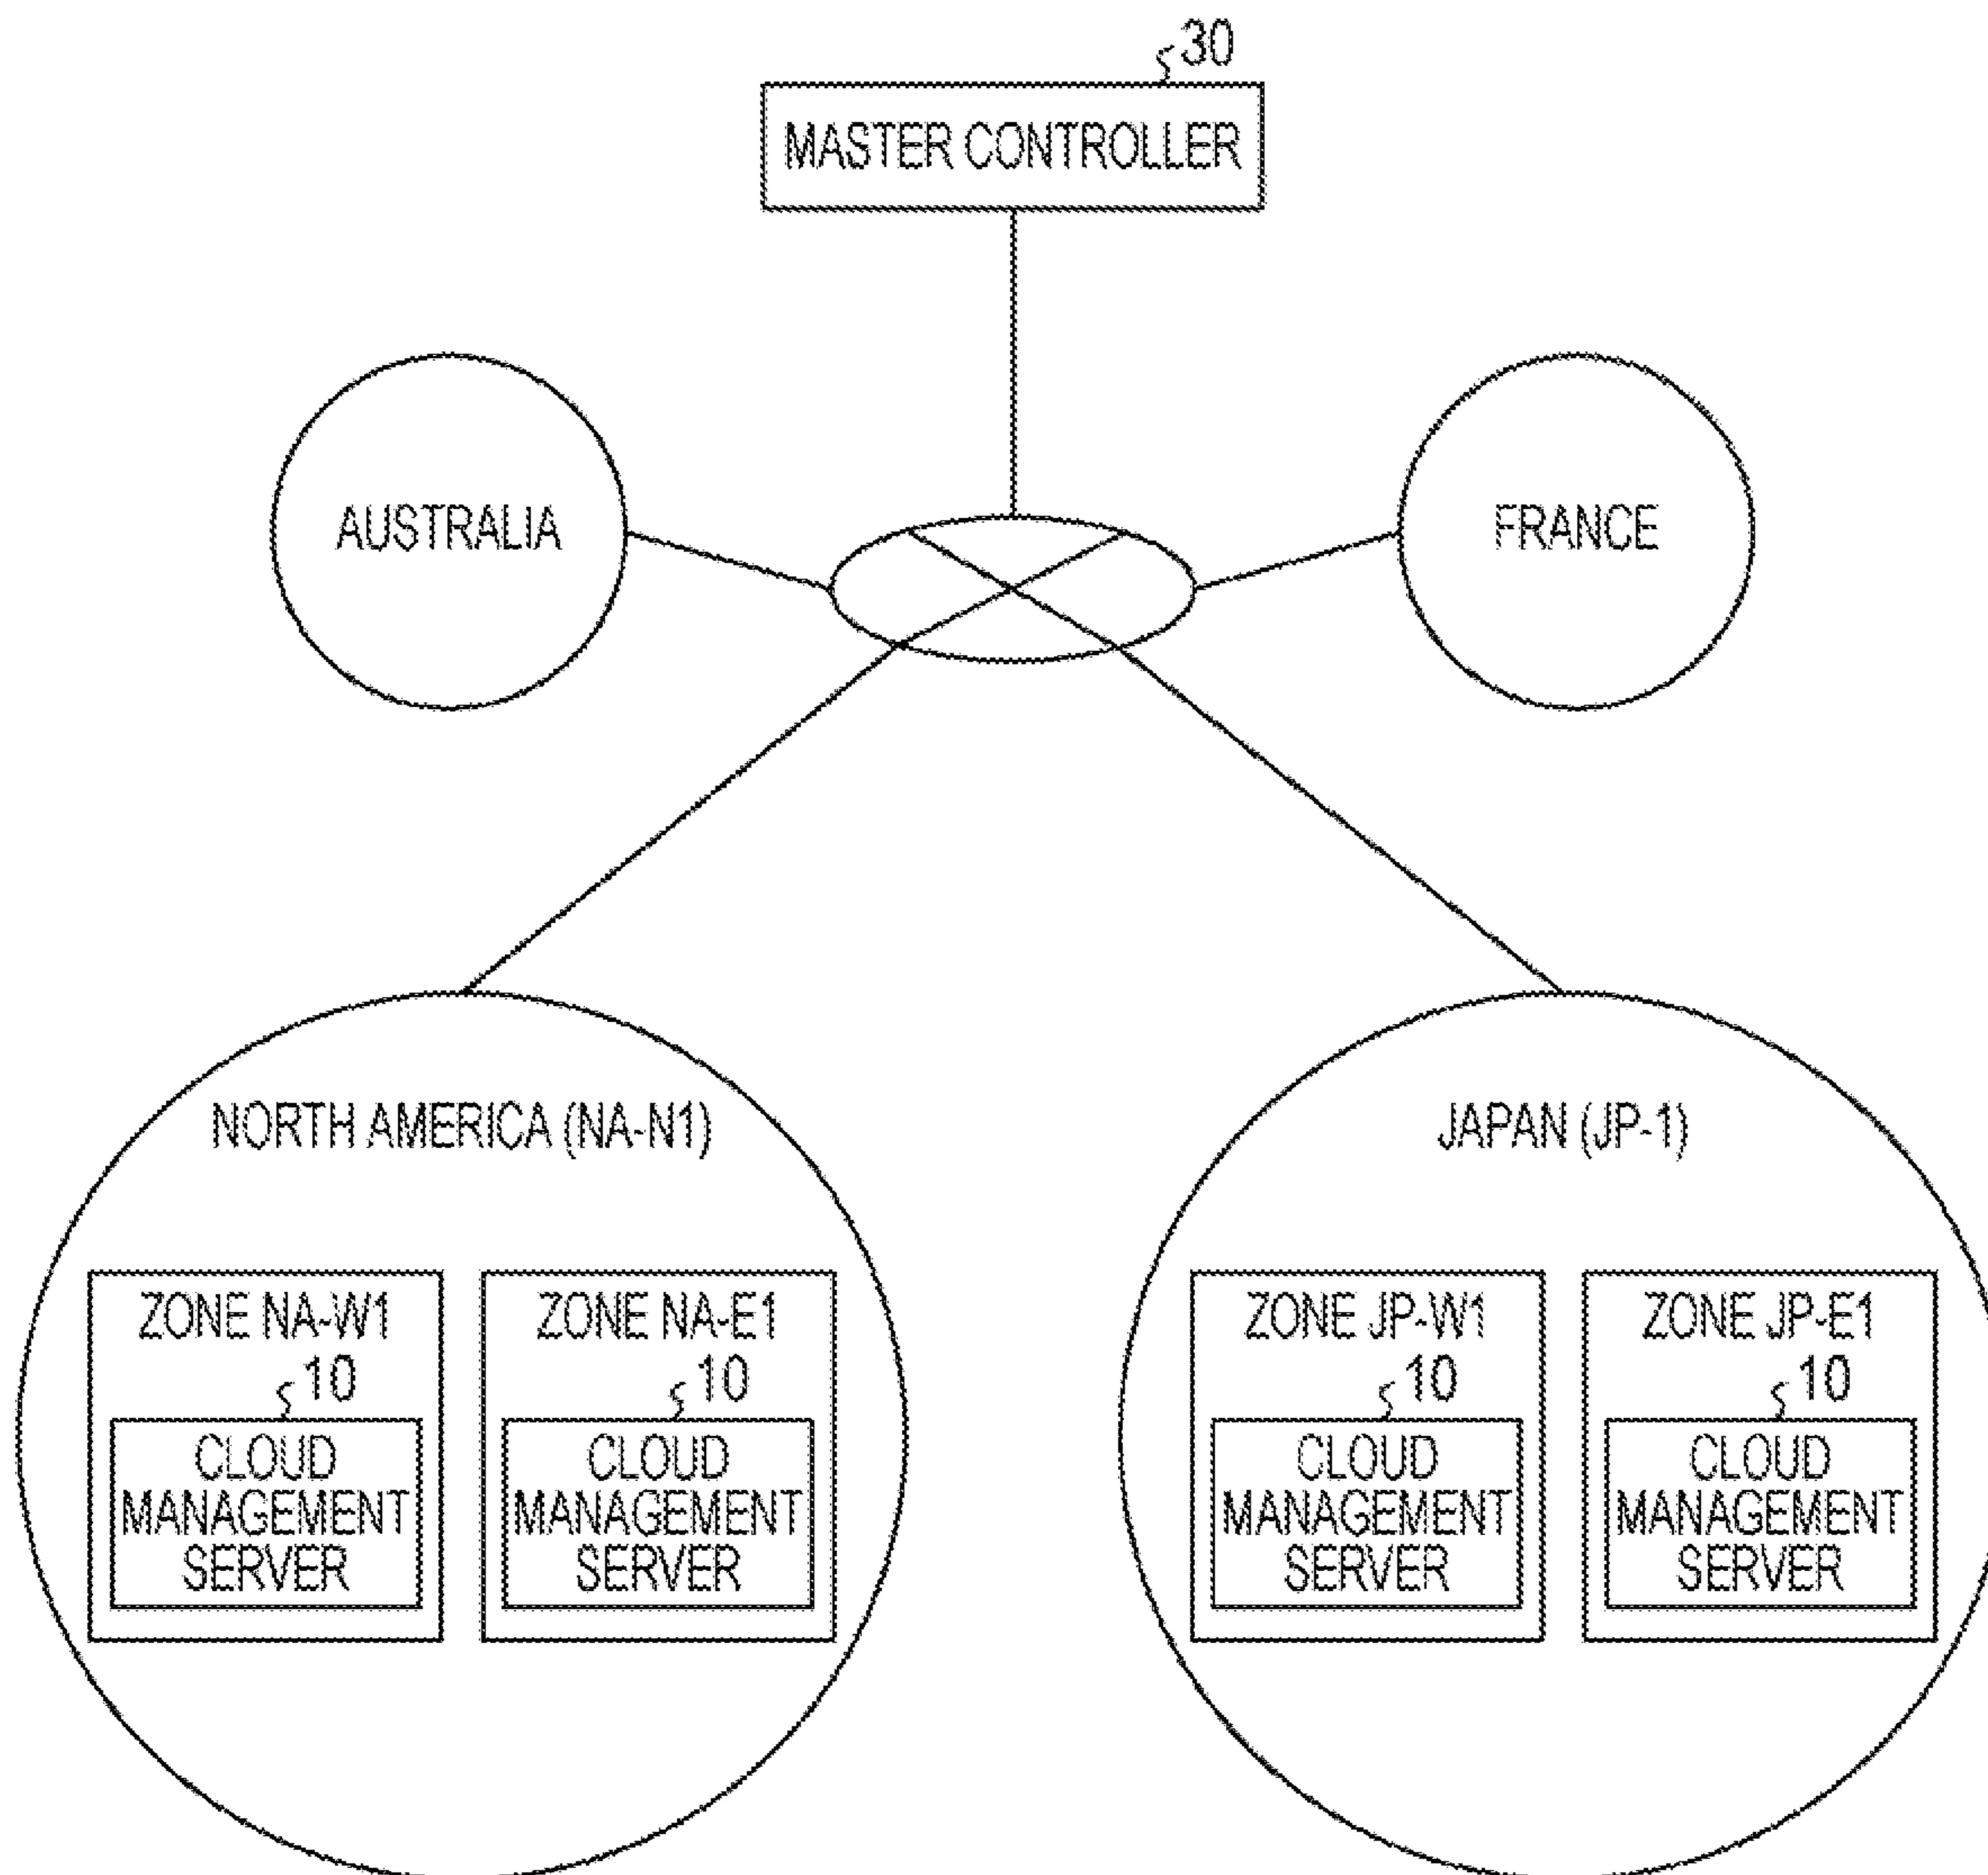 30
MASTER CONTROLLER
AUSTRALIA
FRANCE
NORTH AMERICA (NA-N1)
ZONE NA-W1
10
CLOUD
MANAGEMENT
SERVER
ZONE NA-E1
10
CLOUD
MANAGEMENT
SERVER
JAPAN (JP-1)
ZONE JP-W1
10
CLOUD
MANAGEMENT
SERVER
ZONE JP-E1
10
CLOUD
MANAGEMENT
SERVER